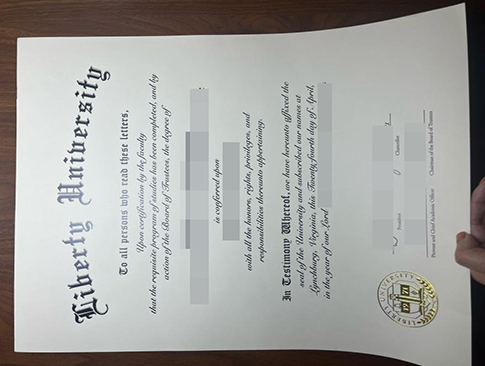 Liberty University
To all persons who read these letters,
Upon certification by the faculty
that the requisite program of studies has been completed, and by
action of the Board of Trustees, the degree of
is conferred upon
with all the honors, rights, privileges, and
responsibilities thereunto appertaining.
In Testimony Whereof, we have hereunto affixed the
seal of the University and subscribed our names at
Lynchburg, Virginia, this Twenty-fourth day of April,
in the year of our Lord
President
Chancellor
Provost and Chief Academic Officer
Chairman of the Board of Trustees
LIBERTY UNIVERSITY
1971